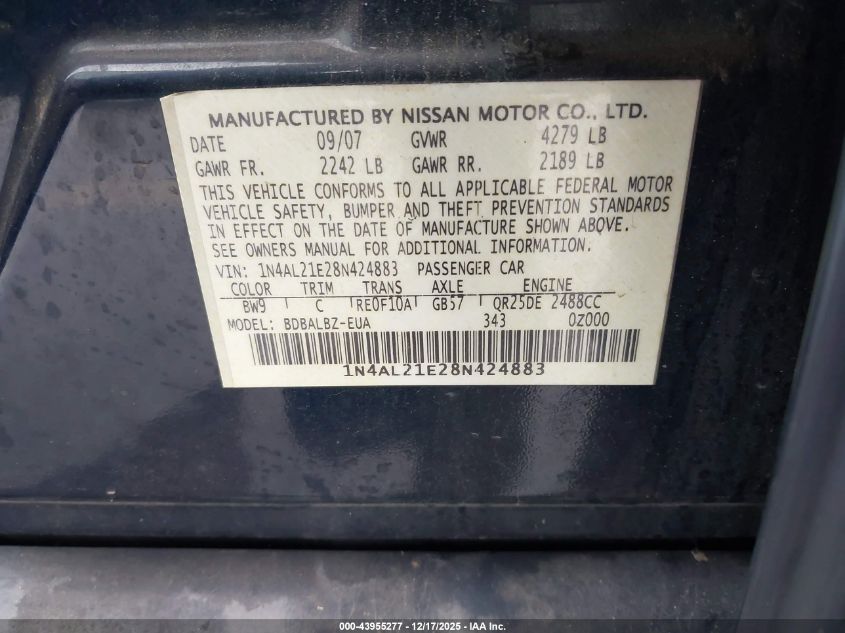 MANUFACTURED BY NISSAN MOTOR CO., LTD.
DATE 09/07 GVWR 4279 LB
GAWR FR. 2242 LB GAWR RR. 2189 LB
THIS VEHICLE CONFORMS TO ALL APPLICABLE FEDERAL MOTOR
VEHICLE SAFETY, BUMPER AND THEFT PREVENTION STANDARDS
IN EFFECT ON THE DATE OF MANUFACTURE SHOWN ABOVE.
SEE OWNERS MANUAL FOR ADDITIONAL INFORMATION.
VIN: 1N4AL21E28N424883 PASSENGER CAR
COLOR TRIM TRANS AXLE ENGINE
BW9 C RE0F10A GB57 QR25DE 2488CC
MODEL: BDBALBZ-EUA 343 0Z000
1N4AL21E28N424883
000-43955277 - 12/17/2025 - IAA Inc.